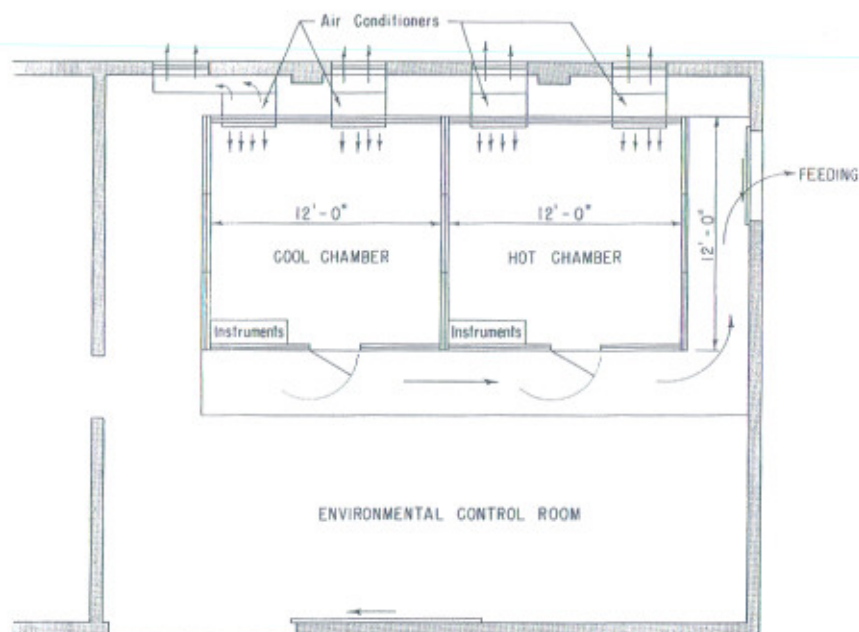 Air Conditioners
FEEDING
12'-0"
12'-0"
12'-0"
COOL CHAMBER
HOT CHAMBER
Instruments
Instruments
ENVIRONMENTAL CONTROL ROOM